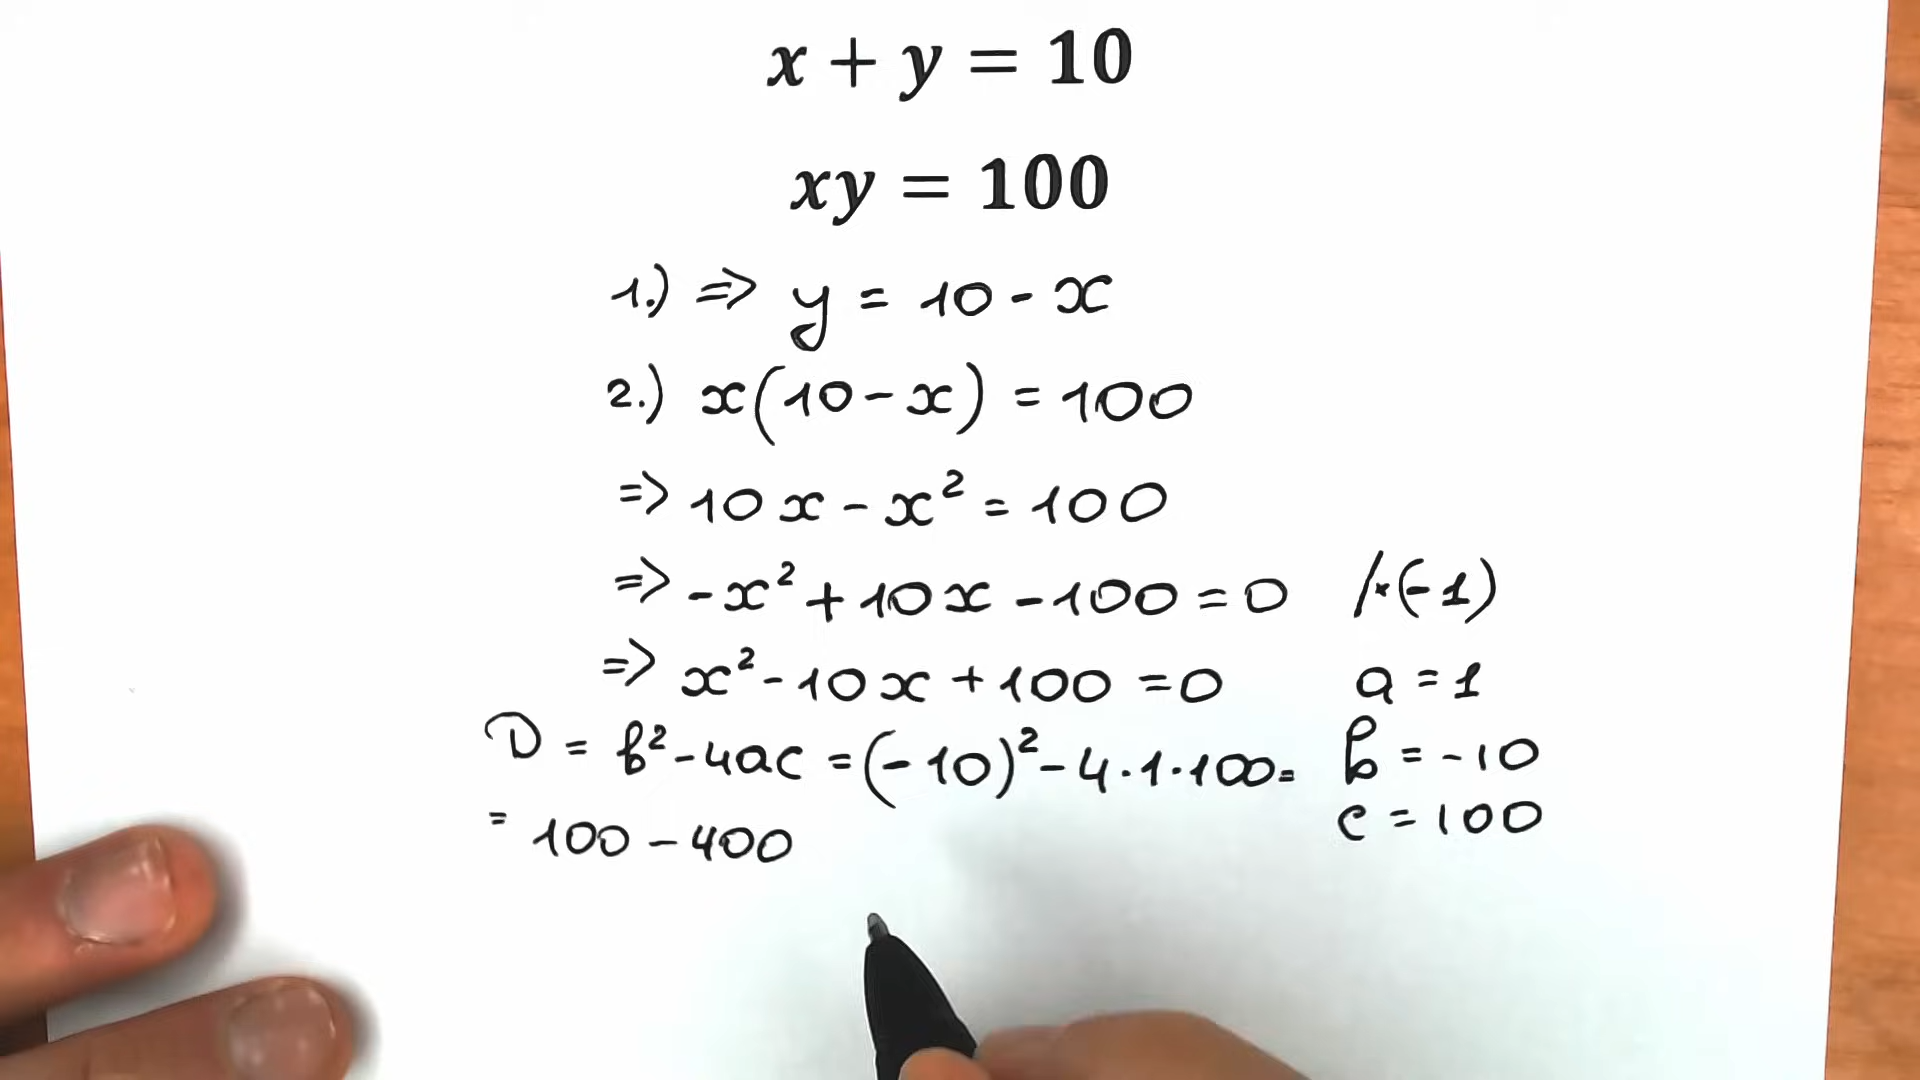 x + y = 10
xy = 100
1.) => y = 10 - x
2.) x(10 - x) = 100
=> 10x - x² = 100
=> -x² + 10x - 100 = 0 /·(-1)
=> x² - 10x + 100 = 0 a = 1
D = b² - 4ac = (-10)² - 4·1·100 = b = -10
= 100 - 400 c = 100